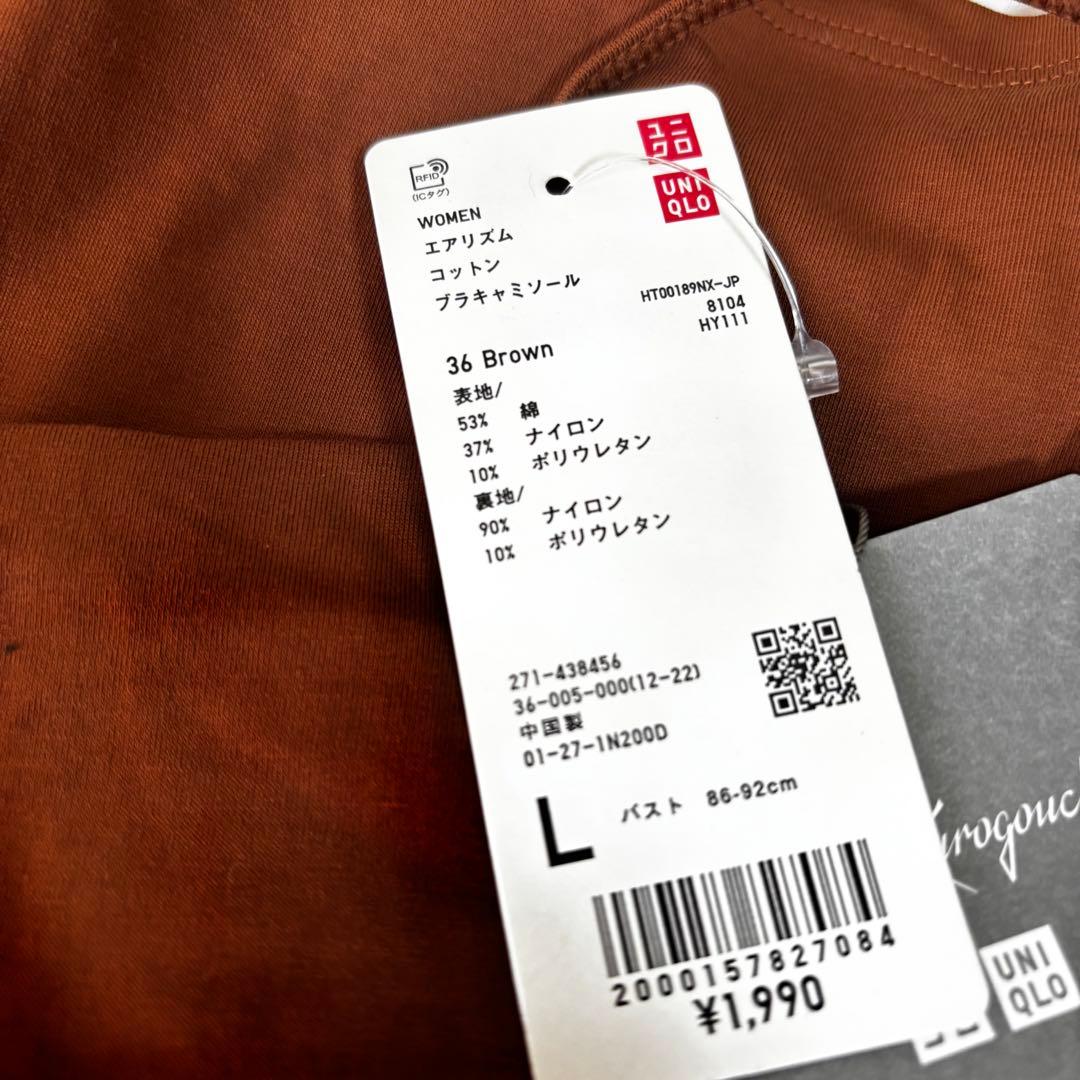 RFID
(ICタグ)
ユニ
クロ
UNI
QLO
WOMEN
エアリズム
コットン
ブラキャミソール
HT00189NX-JP
8104
HY111
36 Brown
表地/
53% 綿
37% ナイロン
10% ポリウレタン
裏地/
90% ナイロン
10% ポリウレタン
271-438456
36-005-000(12-22)
中国製
01-27-1N200D
L バスト 86-92cm
2000157827084
¥1,990
UNI
QLO